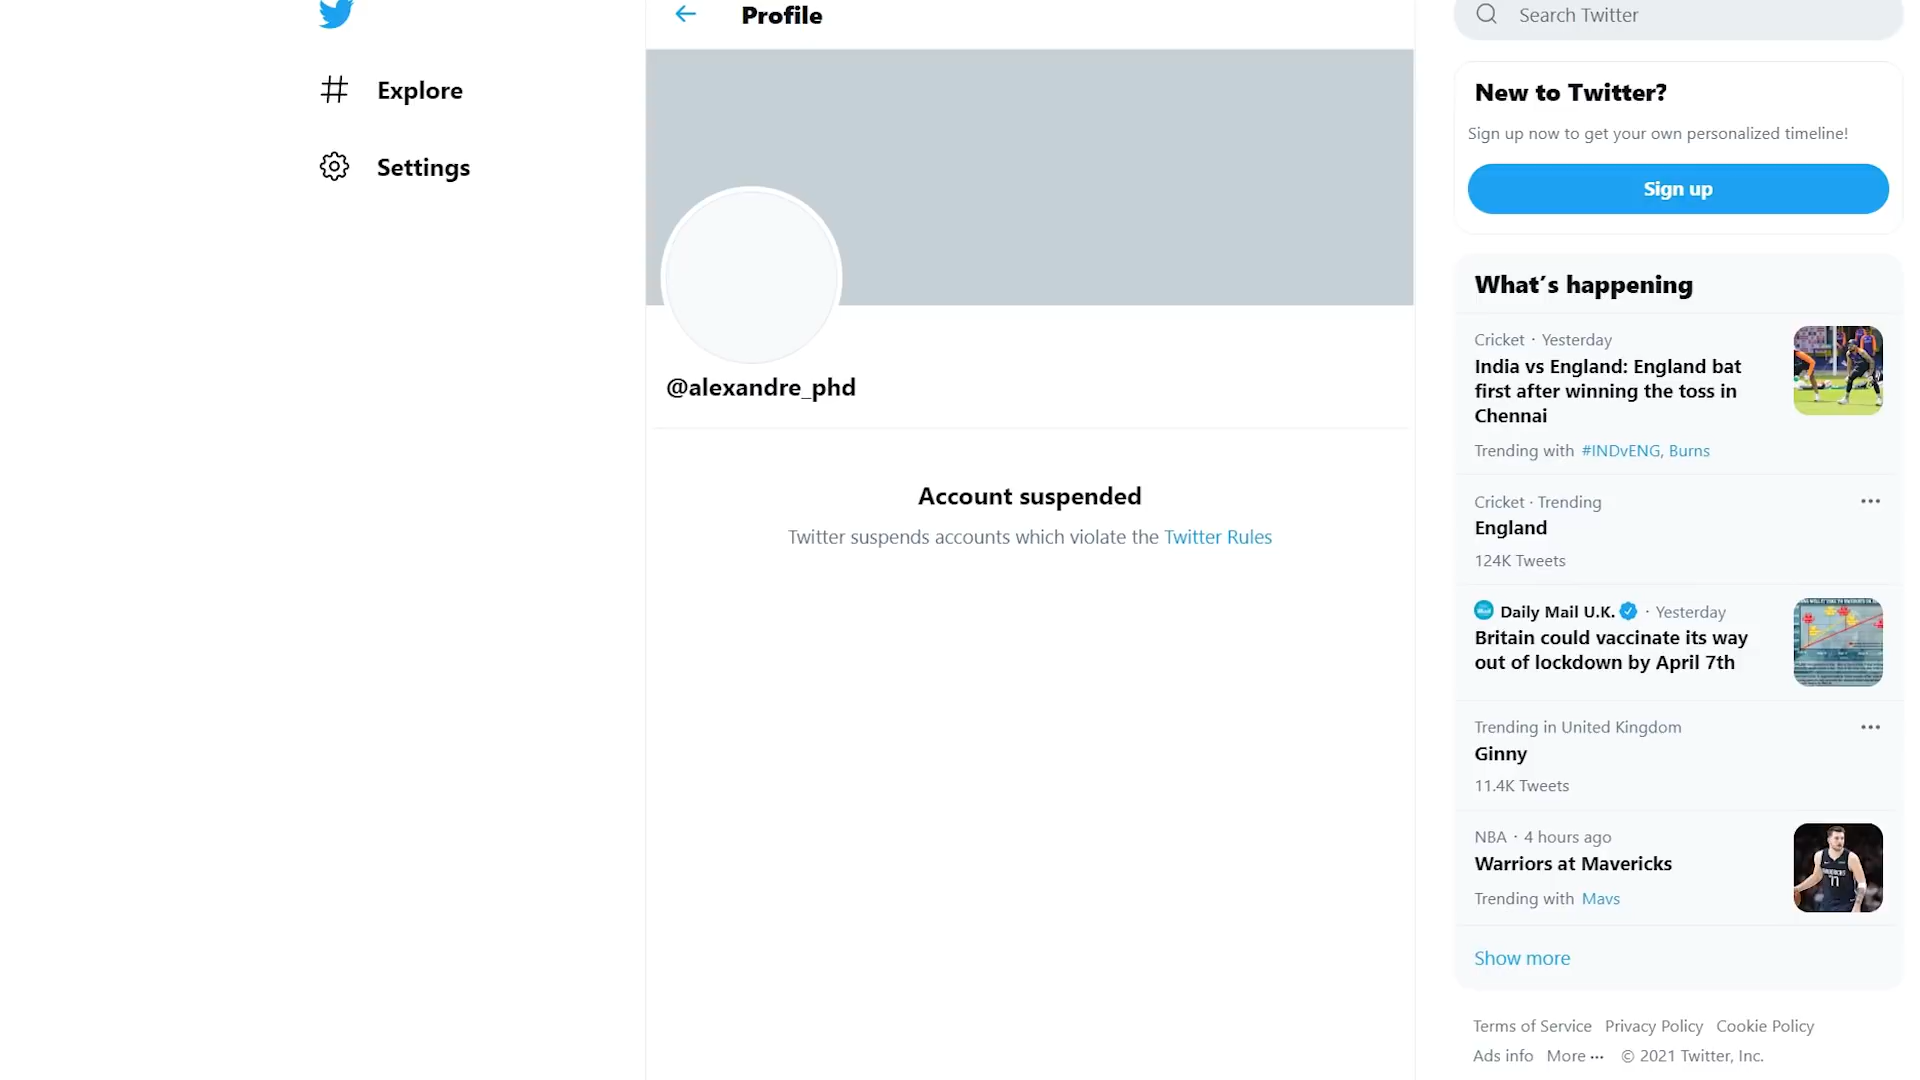 Explore
Settings
Profile
@alexandre_phd
Account suspended
Twitter suspends accounts which violate the Twitter Rules
Search Twitter
New to Twitter?
Sign up now to get your own personalized timeline!
Sign up
What's happening
Cricket · Yesterday
India vs England: England bat
first after winning the toss in
Chennai
Trending with #INDvENG, Burns
Cricket · Trending
England
124K Tweets
Daily Mail U.K. · Yesterday
Britain could vaccinate its way
out of lockdown by April 7th
Trending in United Kingdom
Ginny
11.4K Tweets
NBA · 4 hours ago
Warriors at Mavericks
Trending with Mavs
77
Show more
Terms of Service Privacy Policy Cookie Policy
Ads info More ··· © 2021 Twitter, Inc.